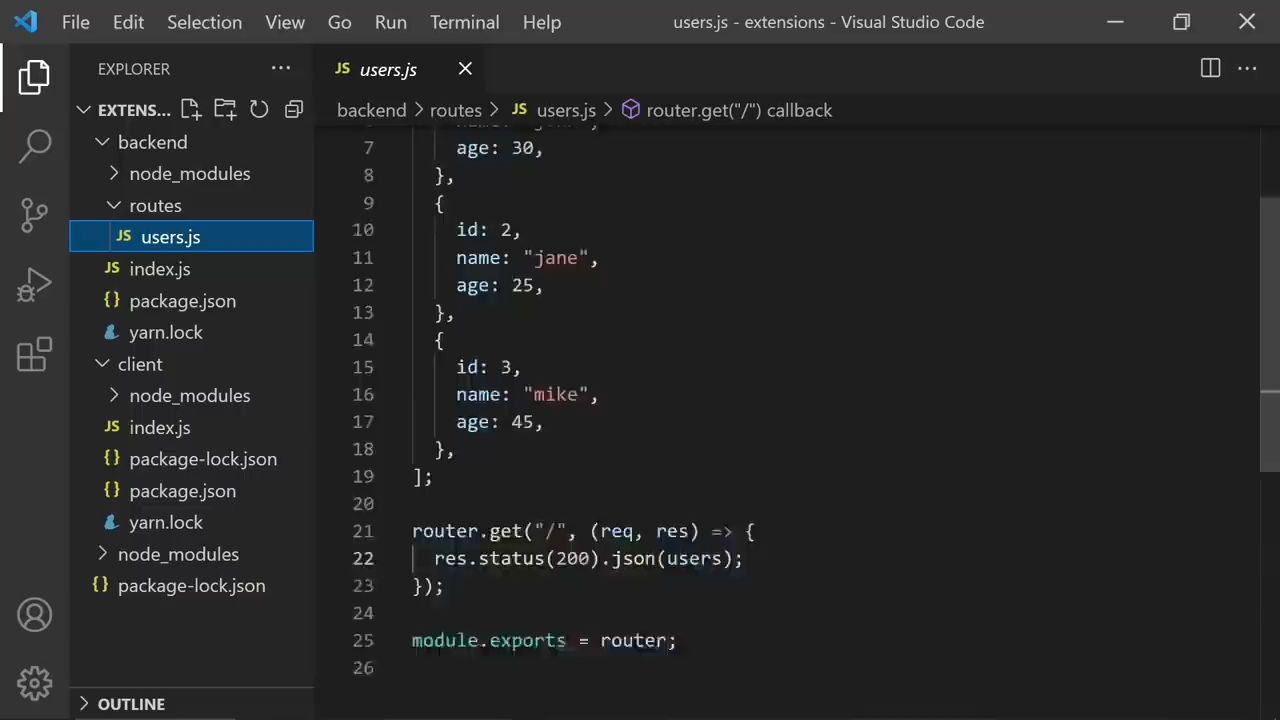 File Edit Selection View Go Run Terminal Help users.js - extensions - Visual Studio Code
EXPLORER
EXTENS...
backend
node_modules
routes
JS users.js
JS index.js
{} package.json
yarn.lock
client
node_modules
JS index.js
{} package-lock.json
{} package.json
yarn.lock
node_modules
{} package-lock.json
OUTLINE
JS users.js
backend > routes > JS users.js > router.get("/") callback
7 age: 30,
8 },
9 {
10 id: 2,
11 name: "jane",
12 age: 25,
13 },
14 {
15 id: 3,
16 name: "mike",
17 age: 45,
18 },
19 ];
20
21 router.get("/", (req, res) => {
22 res.status(200).json(users);
23 });
24
25 module.exports = router;
26